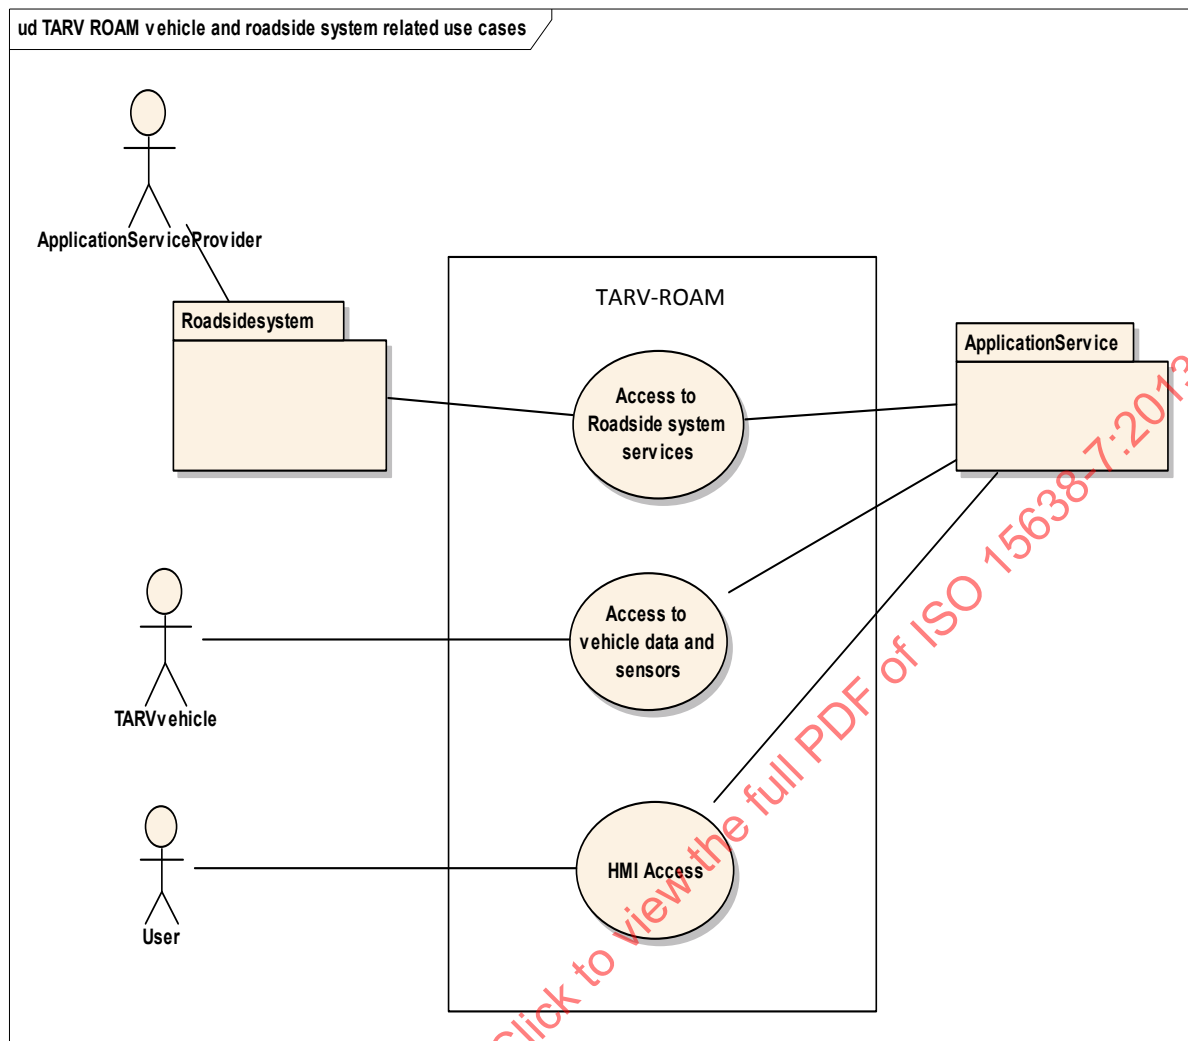 ud TARV ROAM vehicle and roadside system related use cases
ApplicationServiceProvider
TARV-ROAM
Roadsidesystem
ApplicationService
Access to
Roadside system
services
Access to
vehicle data and
sensors
TARVvehicle
HMI Access
User
Click to view the full PDF of ISO 15638-7:2013